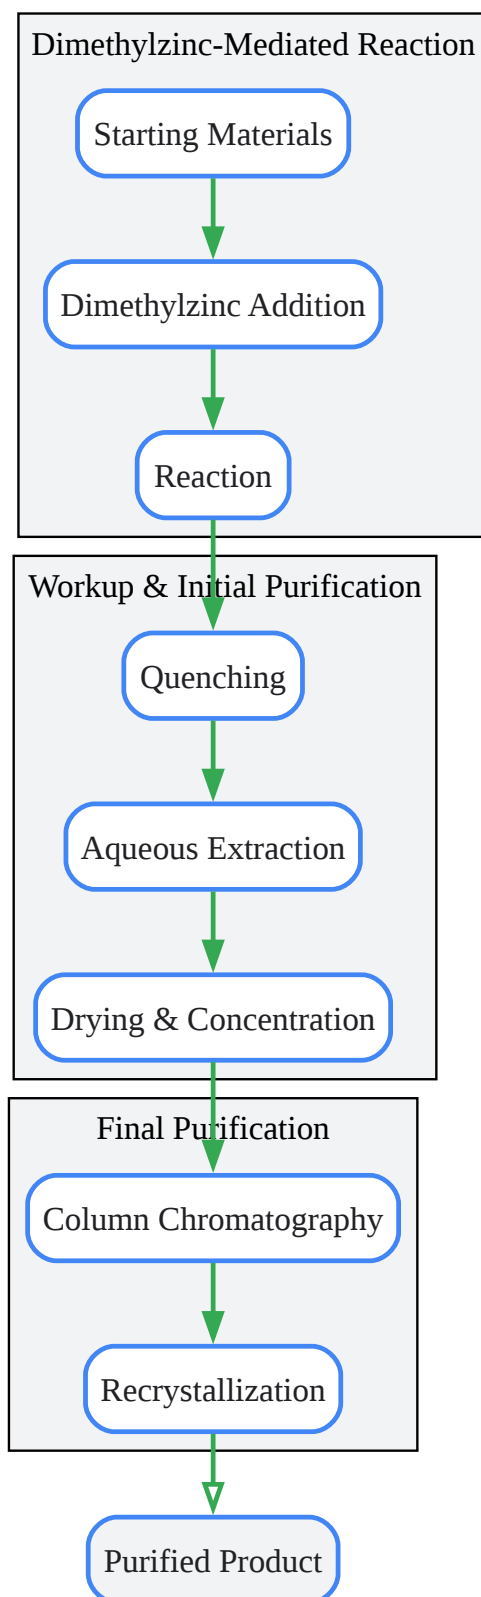 Dimethylzinc-Mediated Reaction
Starting Materials
Dimethylzinc Addition
Reaction
Workup & Initial Purification
Quenching
Aqueous Extraction
Drying & Concentration
Final Purification
Column Chromatography
Recrystallization
Purified Product